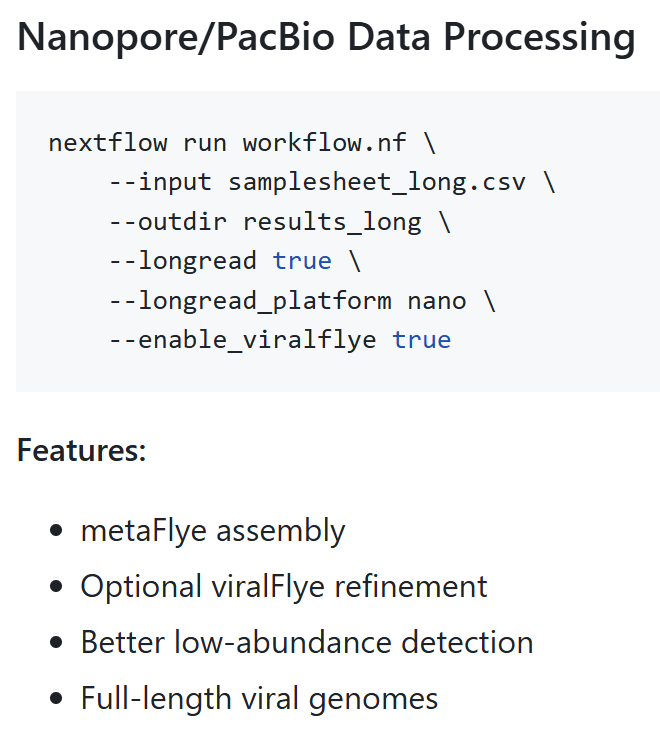 Nanopore/PacBio Data Processing
nextflow run workflow.nf \
--input samplesheet_long.csv \
--outdir results_long \
--longread true \
--longread_platform nano \
--enable_viralflye true
Features:
• metaFlye assembly
• Optional viralFlye refinement
• Better low-abundance detection
• Full-length viral genomes